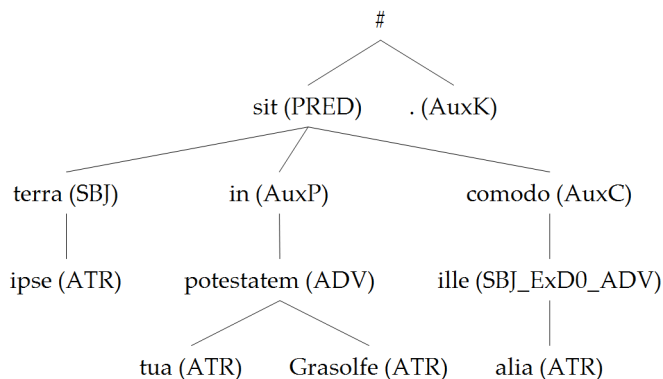 #
sit (PRED) . (AuxK)
terra (SBJ) in (AuxP) comodo (AuxC)
ipse (ATR) potestatem (ADV) ille (SBJ_ExD0_ADV)
tua (ATR) Grasolfe (ATR) alia (ATR)